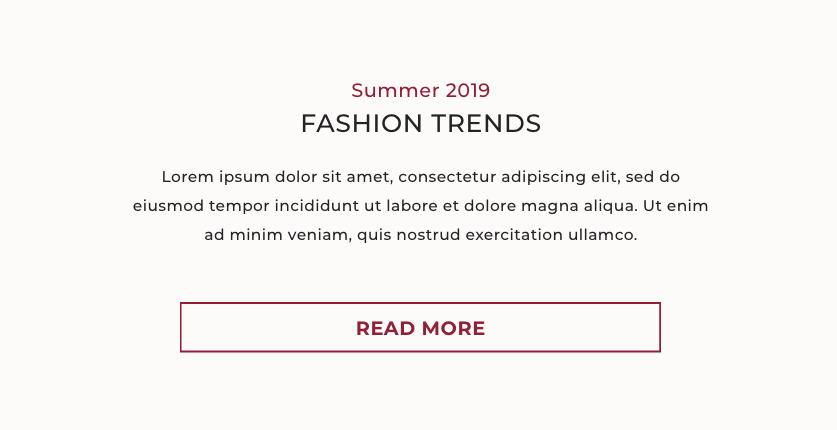 Summer 2019
FASHION TRENDS
Lorem ipsum dolor sit amet, consectetur adipiscing elit, sed do
eiusmod tempor incididunt ut labore et dolore magna aliqua. Ut enim
ad minim veniam, quis nostrud exercitation ullamco.
READ MORE